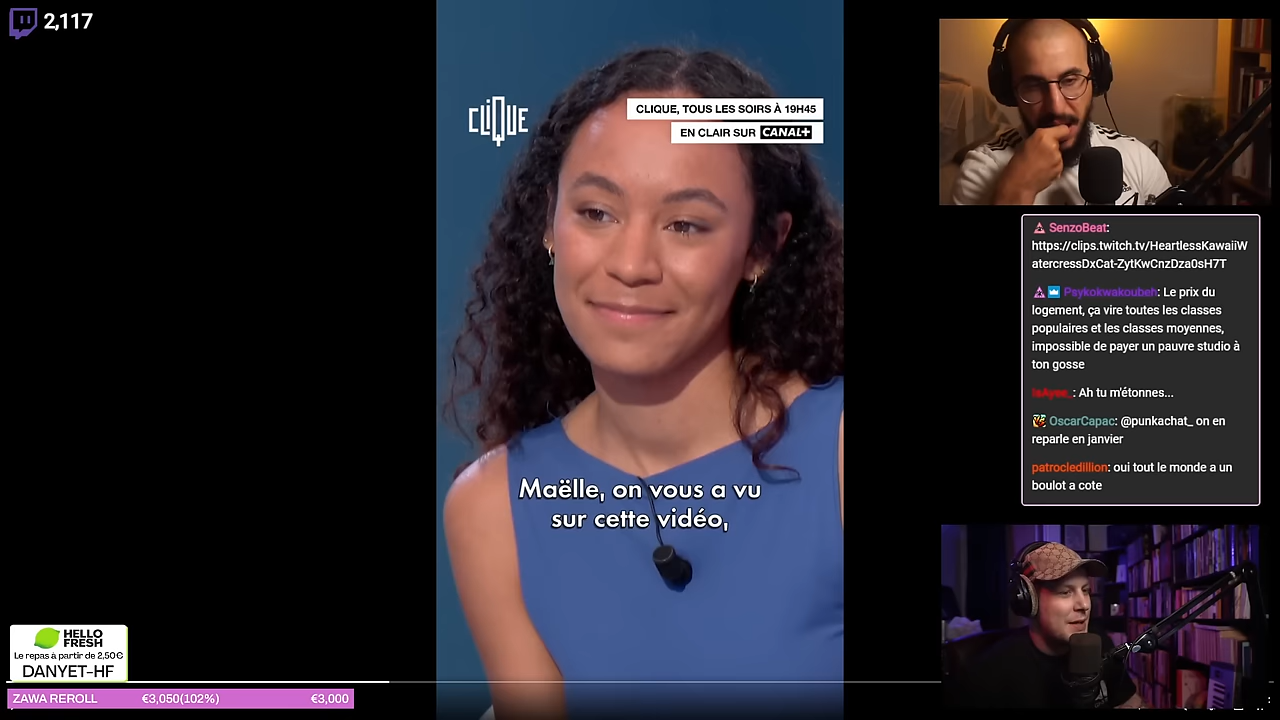 2,117
CLIQUE
CLIQUE, TOUS LES SOIRS À 19H45
EN CLAIR SUR CANAL+
Maëlle, on vous a vu
sur cette vidéo,
SenzoBeat:
https://clips.twitch.tv/HeartlessKawaiiW
atercressDxCat-ZytKwCnzDza0sH7T
Psykokwakoubeh: Le prix du
logement, ça vire toutes les classes
populaires et les classes moyennes,
impossible de payer un pauvre studio à
ton gosse
: Ah tu m'étonnes...
OscarCapac: @punkachat_ on en
reparle en janvier
patrocledillion: oui tout le monde a un
boulot a cote
HELLO
FRESH
Le repas à partir de 2,50€
DANYET-HF
ZAWA REROLL €3,050(102%) €3,000